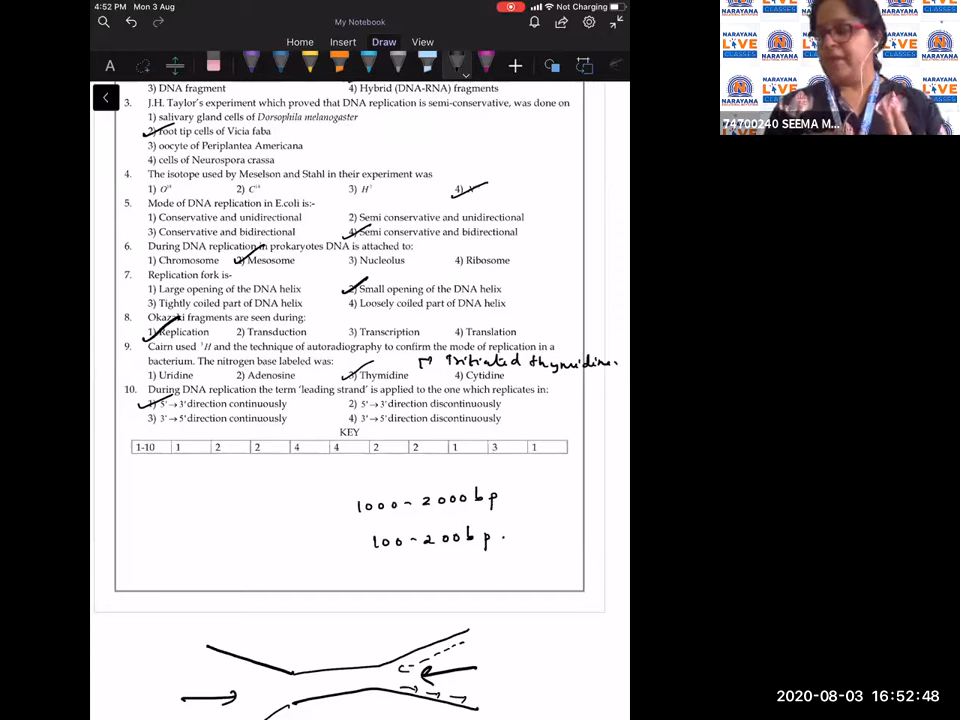 4:52 PM Mon 3 Aug
Not Charging
My Notebook
Home Insert Draw View
3) DNA fragment 4) Hybrid (DNA-RNA) fragments
3. J.H. Taylor's experiment which proved that DNA replication is semi-conservative, was done on
1) salivary gland cells of Dorsophila melanogaster
2) root tip cells of Vicia faba
3) oocyte of Periplantea Americana
4) cells of Neurospora crassa
4. The isotope used by Meselson and Stahl in their experiment was
1) O¹⁸ 2) C¹⁴ 3) H³ 4)
5. Mode of DNA replication in E.coli is:-
1) Conservative and unidirectional 2) Semi conservative and unidirectional
3) Conservative and bidirectional 4) Semi conservative and bidirectional
6. During DNA replication in prokaryotes DNA is attached to:
1) Chromosome 2) Mesosome 3) Nucleolus 4) Ribosome
7. Replication fork is-
1) Large opening of the DNA helix 2) Small opening of the DNA helix
3) Tightly coiled part of DNA helix 4) Loosely coiled part of DNA helix
8. Okazaki fragments are seen during:
1) Replication 2) Transduction 3) Transcription 4) Translation
9. Cairn used ³H and the technique of autoradiography to confirm the mode of replication in a
bacterium. The nitrogen base labeled was:
Tritiated thymidine.
1) Uridine 2) Adenosine 3) Thymidine 4) Cytidine
10. During DNA replication the term 'leading strand' is applied to the one which replicates in:
1) 5' → 3' direction continuously 2) 5' → 3' direction discontinuously
3) 3' → 5' direction continuously 4) 3' → 5' direction discontinuously
KEY
1-10 1 2 2 4 4 2 2 1 3 1
1000 - 2000 bp
100 - 200 bp.
NARAYANA LIVE CLASSES
74700240 SEEMA M...
2020-08-03 16:52:48